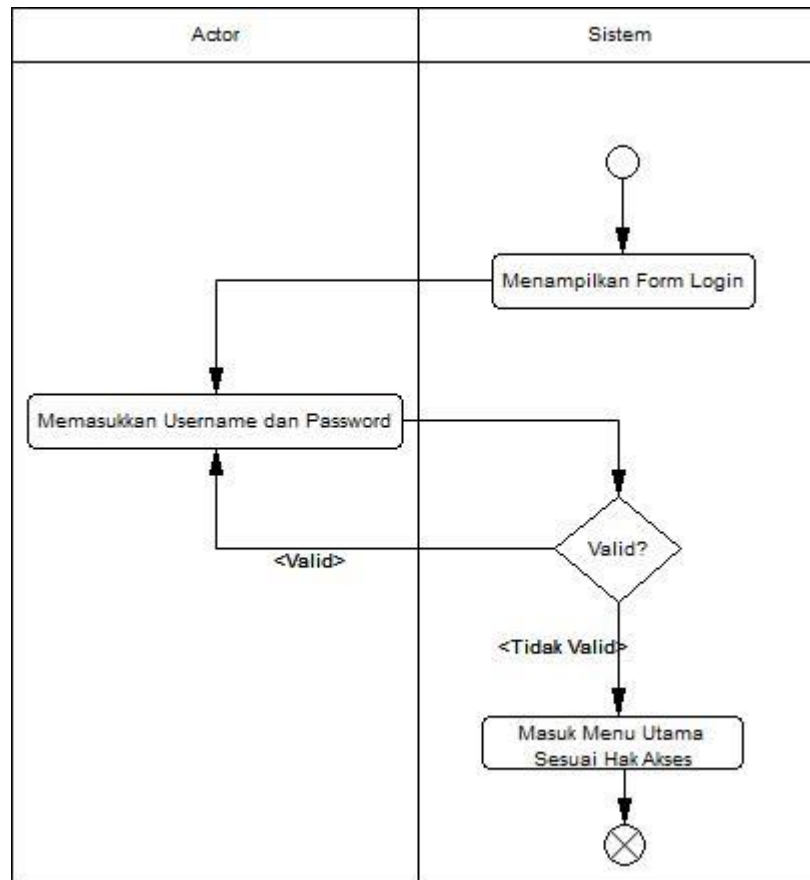 Actor
Sistem
Menampilkan Form Login
Memasukkan Username dan Password
Valid?
<Valid>
<Tidak Valid>
Masuk Menu Utama
Sesuai Hak Akses